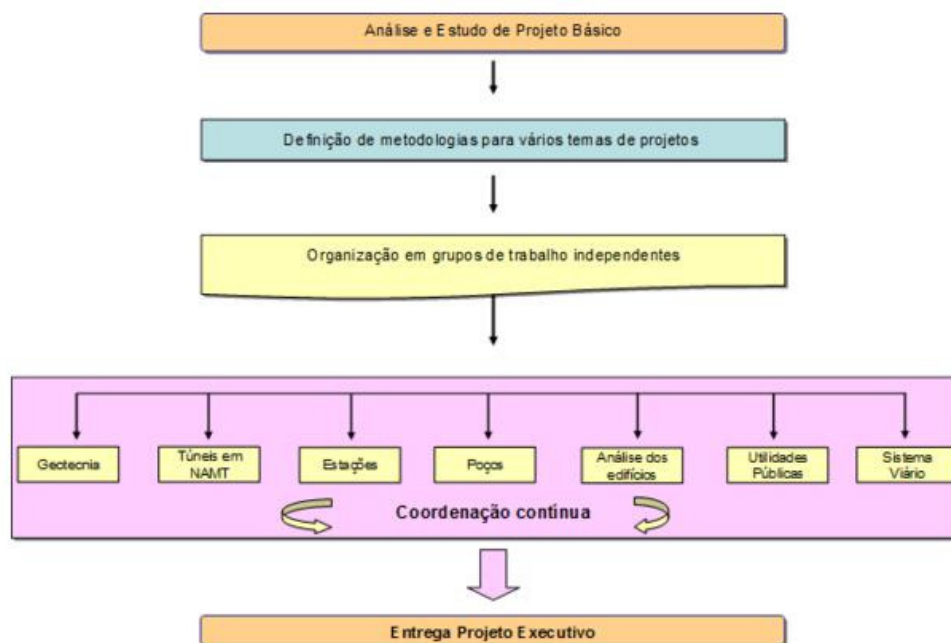 Análise e Estudo de Projeto Básico
Definição de metodologias para vários temas de projetos
Organização em grupos de trabalho independentes
Geotecnia
Túneis em
NAMT
Estações
Poços
Análise dos
edifícios
Utilidades
Públicas
Sistema
Viário
Coordenação contínua
Entrega Projeto Executivo